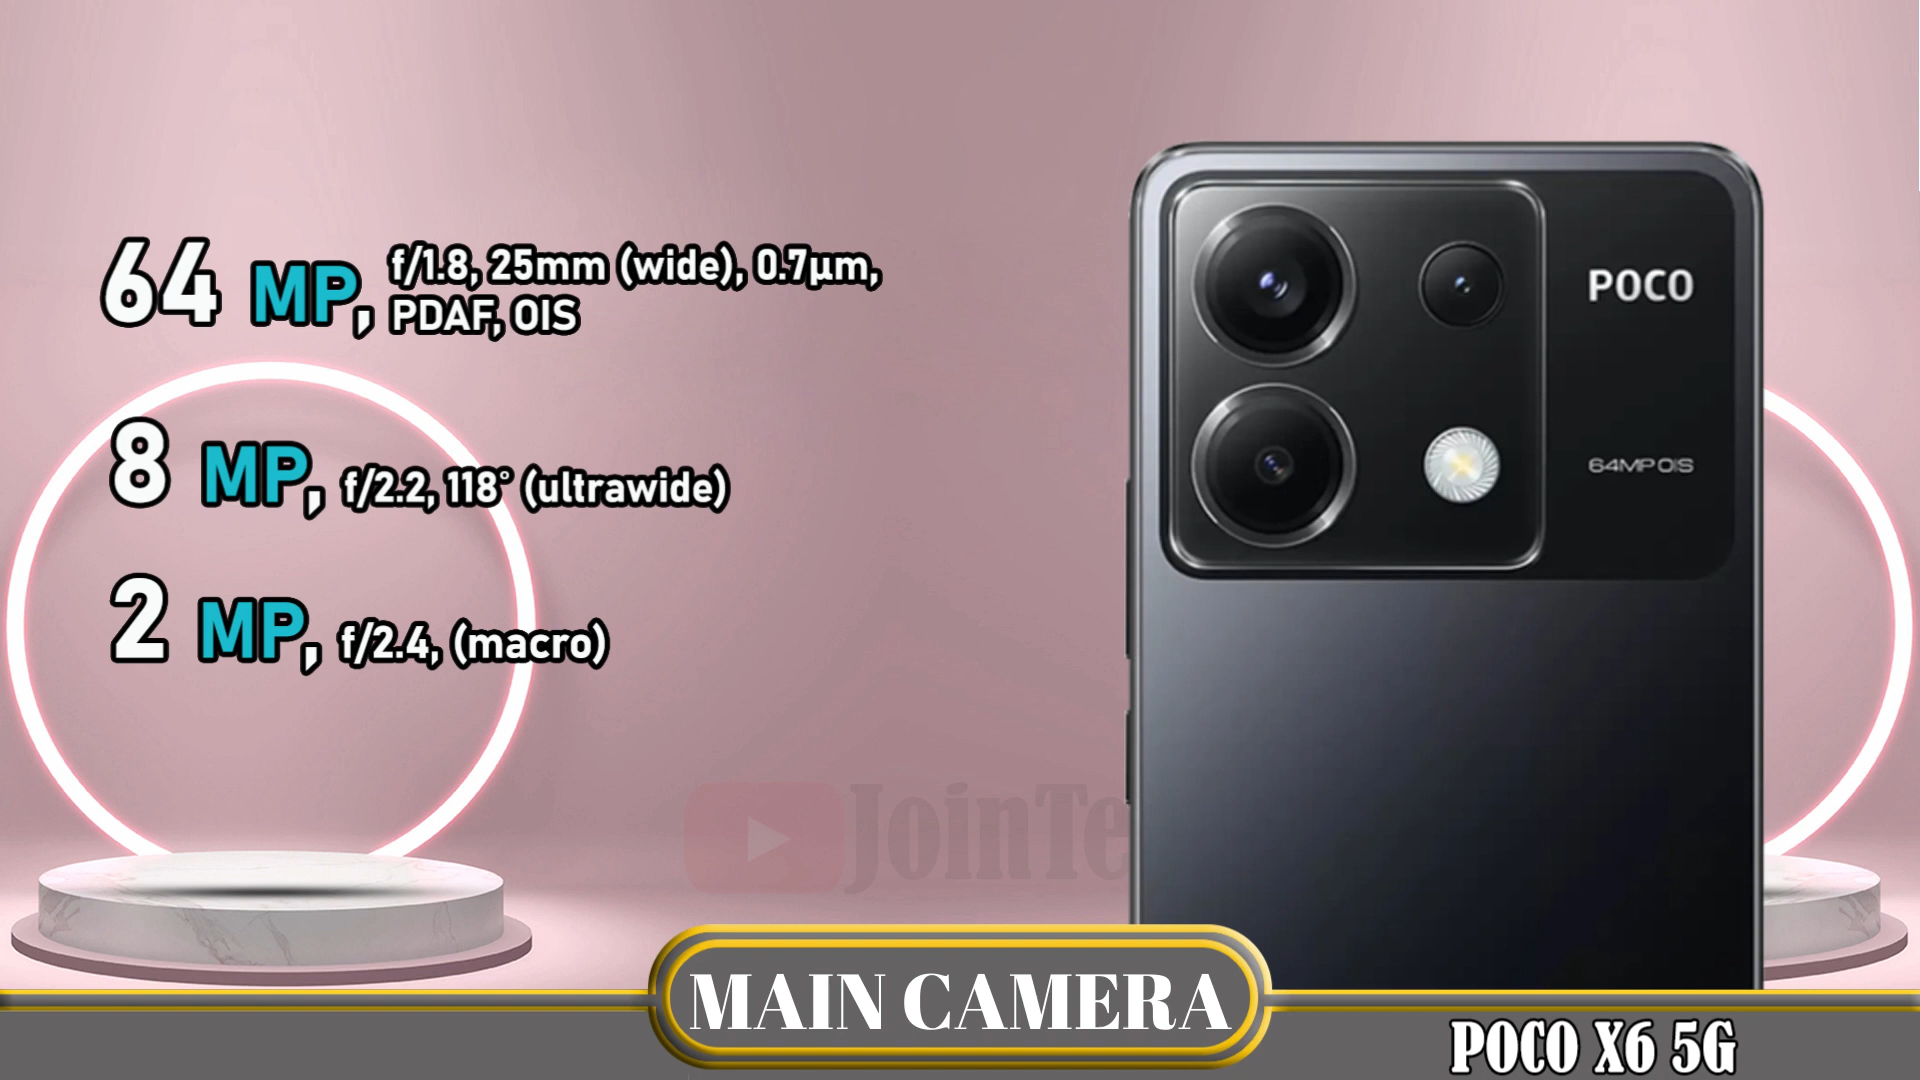 64 MP, f/1.8, 25mm (wide), 0.7µm,
PDAF, OIS
8 MP, f/2.2, 118° (ultrawide)
2 MP, f/2.4, (macro)
POCO
64MP OIS
JoinTe
MAIN CAMERA
POCO X6 5G